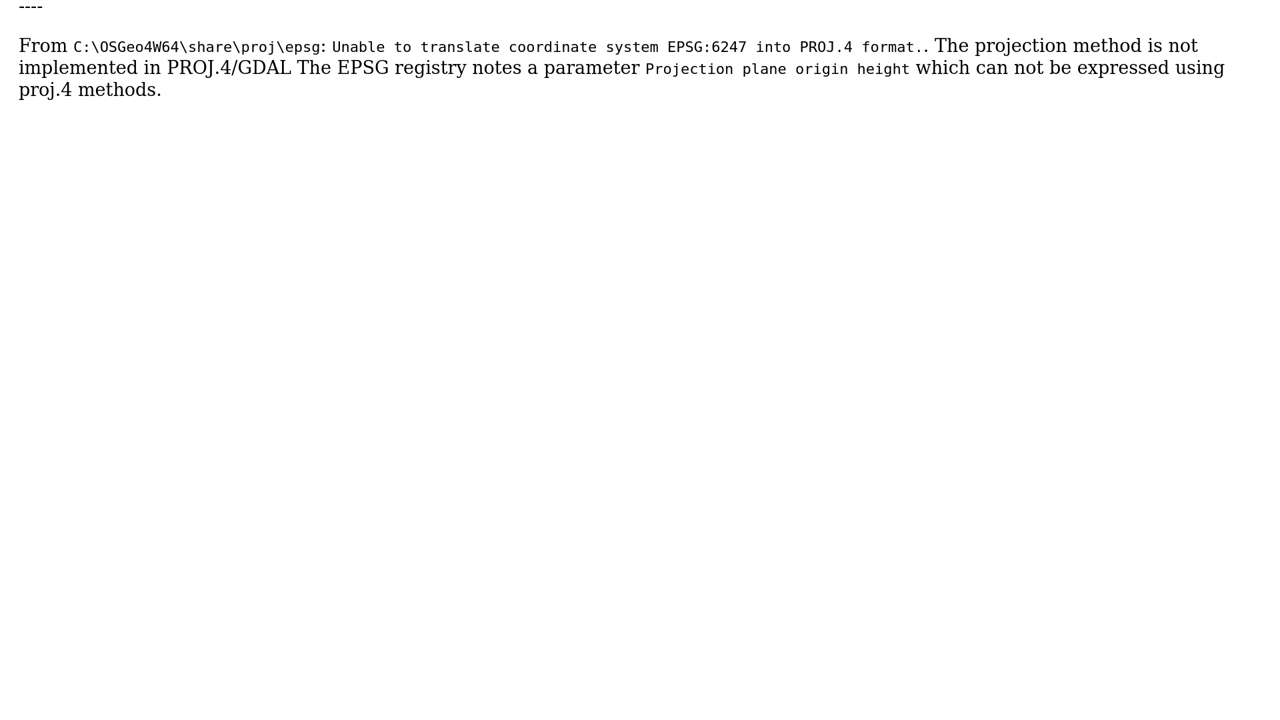 ----
From C:\OSGeo4W64\share\proj\epsg: Unable to translate coordinate system EPSG:6247 into PROJ.4 format.. The projection method is not
implemented in PROJ.4/GDAL The EPSG registry notes a parameter Projection plane origin height which can not be expressed using
proj.4 methods.